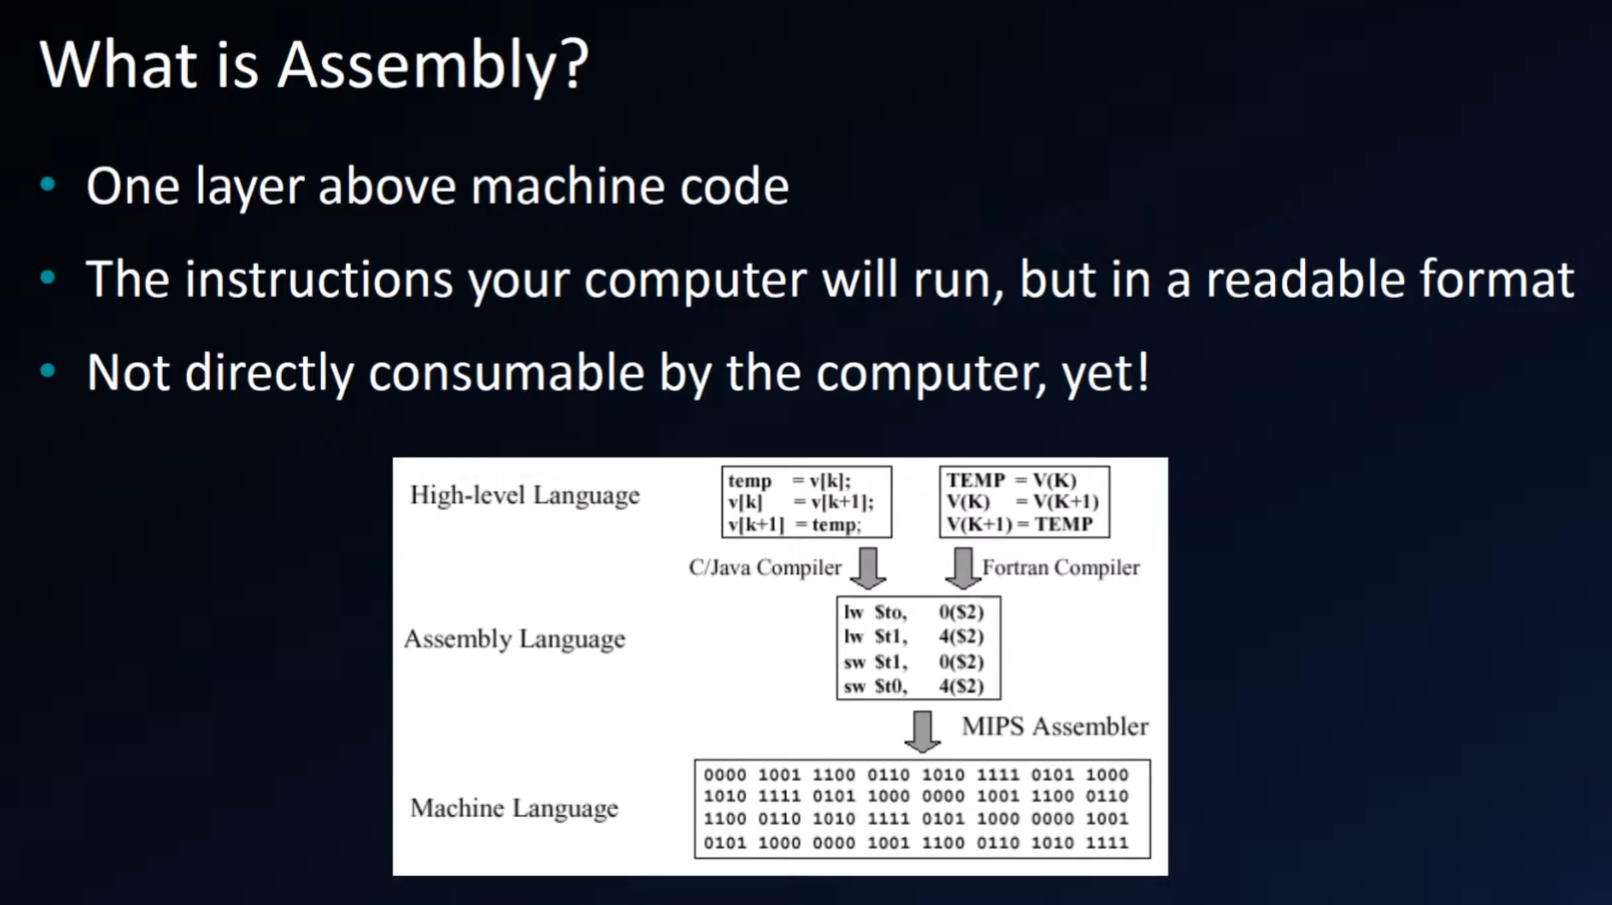 What is Assembly?
• One layer above machine code
• The instructions your computer will run, but in a readable format
• Not directly consumable by the computer, yet!
High-level Language
temp = v[k];
v[k] = v[k+1];
v[k+1] = temp;
TEMP = V(K)
V(K) = V(K+1)
V(K+1) = TEMP
C/Java Compiler
Fortran Compiler
Assembly Language
lw $to, 0($2)
lw $t1, 4($2)
sw $t1, 0($2)
sw $t0, 4($2)
MIPS Assembler
Machine Language
0000 1001 1100 0110 1010 1111 0101 1000
1010 1111 0101 1000 0000 1001 1100 0110
1100 0110 1010 1111 0101 1000 0000 1001
0101 1000 0000 1001 1100 0110 1010 1111